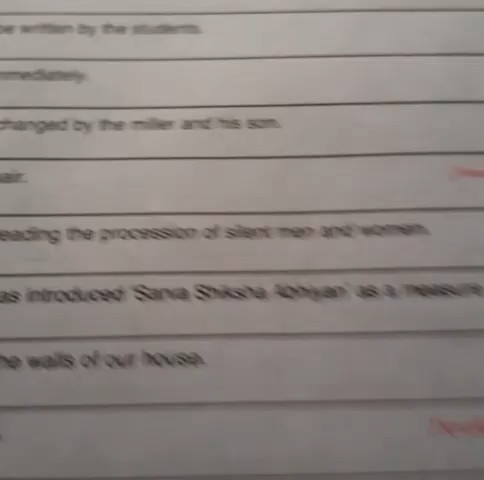 be written by the students.
immediately.
changed by the miller and his son.
air.
eading the procession of silent men and women.
as introduced 'Sarva Shiksha Abhiyan' as a measure
he walls of our house.